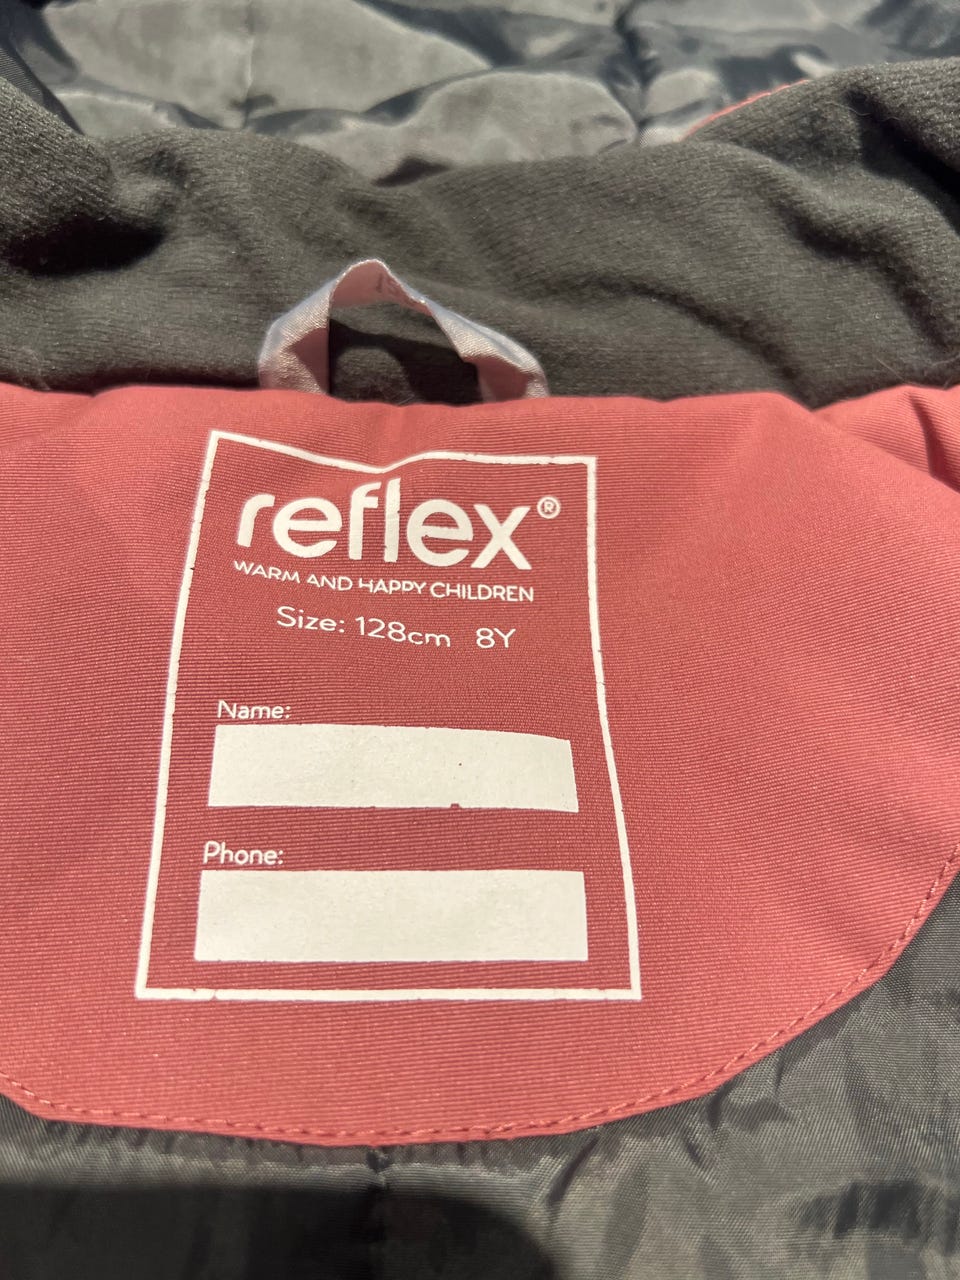 reflex®
WARM AND HAPPY CHILDREN
Size: 128cm 8Y
Name:
Phone: